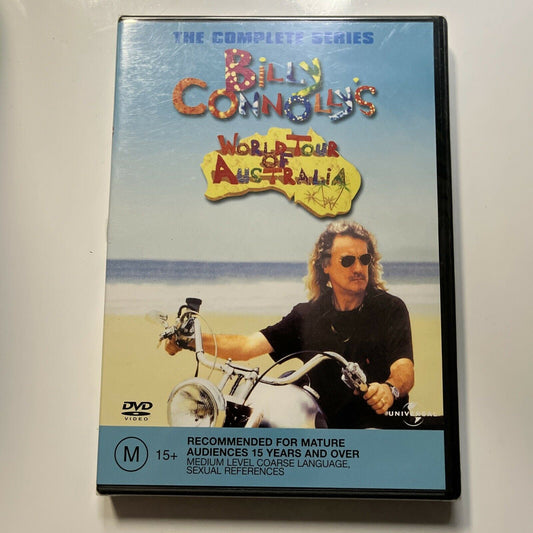 THE COMPLETE SERIES
BILLY
CONNOLLY'S
WORLD TOUR
OF
AUSTRALIA
DVD
VIDEO
UNIVERSAL
M 15+
RECOMMENDED FOR MATURE
AUDIENCES 15 YEARS AND OVER
MEDIUM LEVEL COARSE LANGUAGE,
SEXUAL REFERENCES